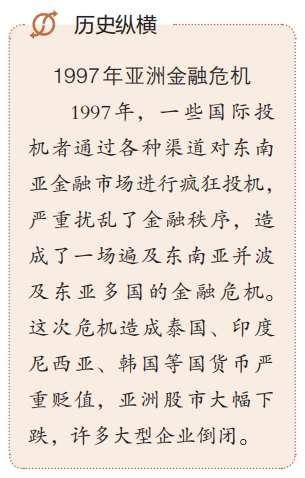 历史纵横
1997年亚洲金融危机
1997年，一些国际投
机者通过各种渠道对东南
亚金融市场进行疯狂投机，
严重扰乱了金融秩序，造
成了一场遍及东南亚并波
及东亚多国的金融危机。
这次危机造成泰国、印度
尼西亚、韩国等国货币严
重贬值，亚洲股市大幅下
跌，许多大型企业倒闭。